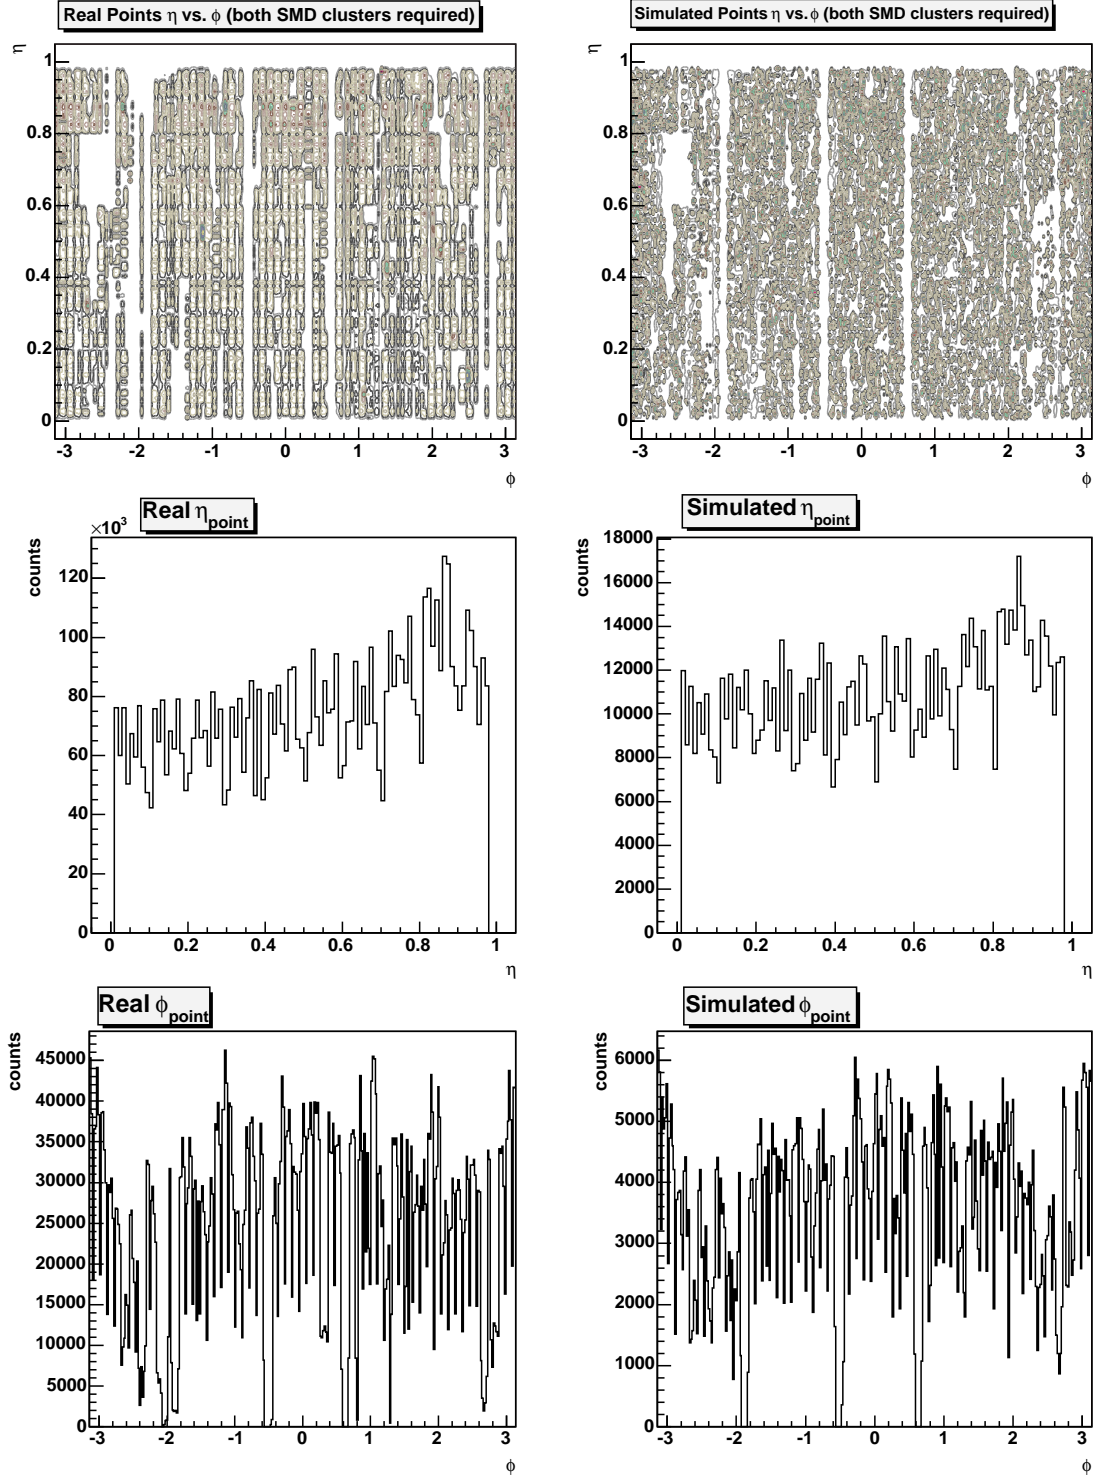 Real Points η vs. ϕ (both SMD clusters required)
Simulated Points η vs. ϕ (both SMD clusters required)
η
1
0.8
0.6
0.4
0.2
0
-3 -2 -1 0 1 2 3
ϕ
η
1
0.8
0.6
0.4
0.2
0
-3 -2 -1 0 1 2 3
ϕ
Real ηpoint
×10³
counts
120
100
80
60
40
20
0
0 0.2 0.4 0.6 0.8 1
η
Simulated ηpoint
counts
18000
16000
14000
12000
10000
8000
6000
4000
2000
0
0 0.2 0.4 0.6 0.8 1
η
Real ϕpoint
counts
45000
40000
35000
30000
25000
20000
15000
10000
5000
0
-3 -2 -1 0 1 2 3
ϕ
Simulated ϕpoint
counts
6000
5000
4000
3000
2000
1000
0
-3 -2 -1 0 1 2 3
ϕ